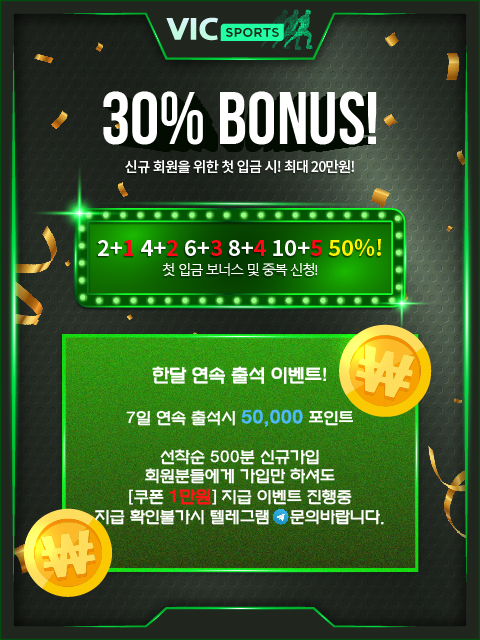 VIC SPORTS
30% BONUS!
신규 회원을 위한 첫 입금 시! 최대 20만원!
2+1 4+2 6+3 8+4 10+5 50%!
첫 입금 보너스 및 중복 신청!
한달 연속 출석 이벤트!
7일 연속 출석시 50,000 포인트
선착순 500분 신규가입
회원분들에게 가입만 하셔도
[쿠폰 1만원] 지급 이벤트 진행중
지급 확인불가시 텔레그램 문의바랍니다.